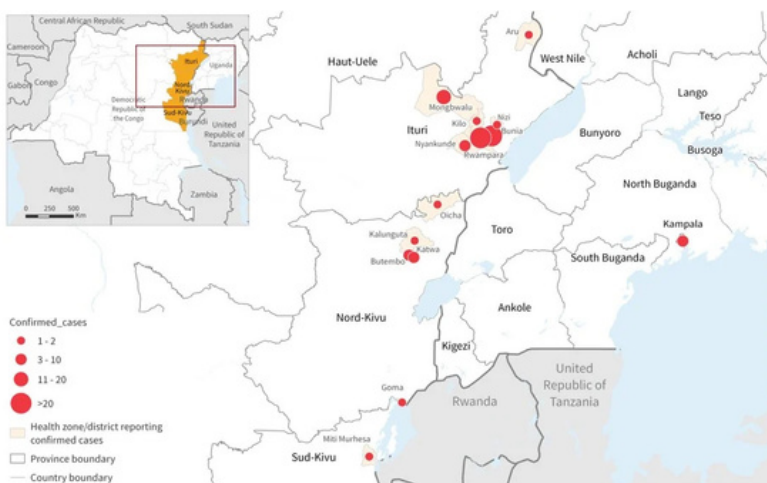 Central African Republic
South Sudan
Cameroon
Ituri
Uganda
Gabon
Congo
Nord-
Kivu
Democratic
Republic of
the Congo
Rwanda
Sud-Kivu
Burundi
United
Republic of
Tanzania
Angola
Zambia
0 250 500
Km
Aru
Haut-Uele
West Nile
Acholi
Lango
Teso
Mongbwalu
Kilo
Nizi
Bunia
Ituri
Nyankunde
Rwampara
Bunyoro
Busoga
North Buganda
Oicha
Kampala
Toro
Kalunguta
Katwa
Butembo
South Buganda
Ankole
Nord-Kivu
Kigezi
United
Republic of
Tanzania
Goma
Rwanda
Miti Murhesa
Sud-Kivu
Confirmed_cases
1 - 2
3 - 10
11 - 20
>20
Health zone/district reporting
confirmed cases
Province boundary
Country boundary